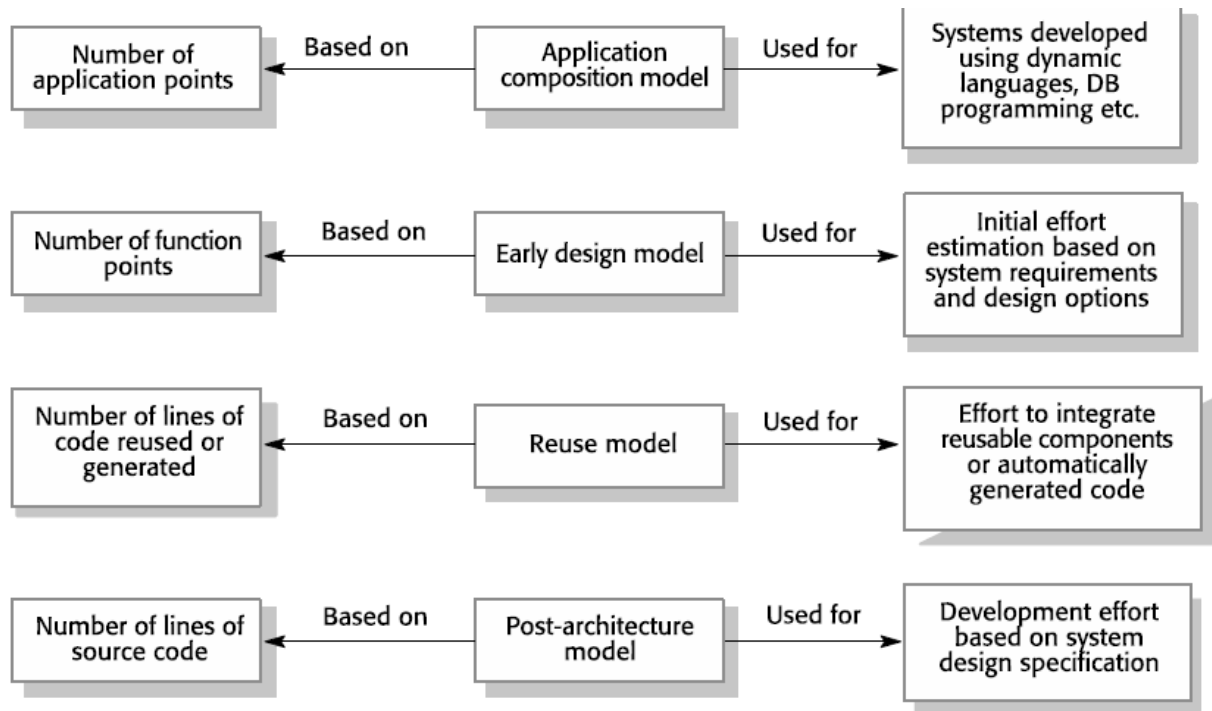 Number of
application points
Based on
Application
composition model
Used for
Systems developed
using dynamic
languages, DB
programming etc.
Number of function
points
Based on
Early design model
Used for
Initial effort
estimation based on
system requirements
and design options
Number of lines of
code reused or
generated
Based on
Reuse model
Used for
Effort to integrate
reusable components
or automatically
generated code
Number of lines of
source code
Based on
Post-architecture
model
Used for
Development effort
based on system
design specification